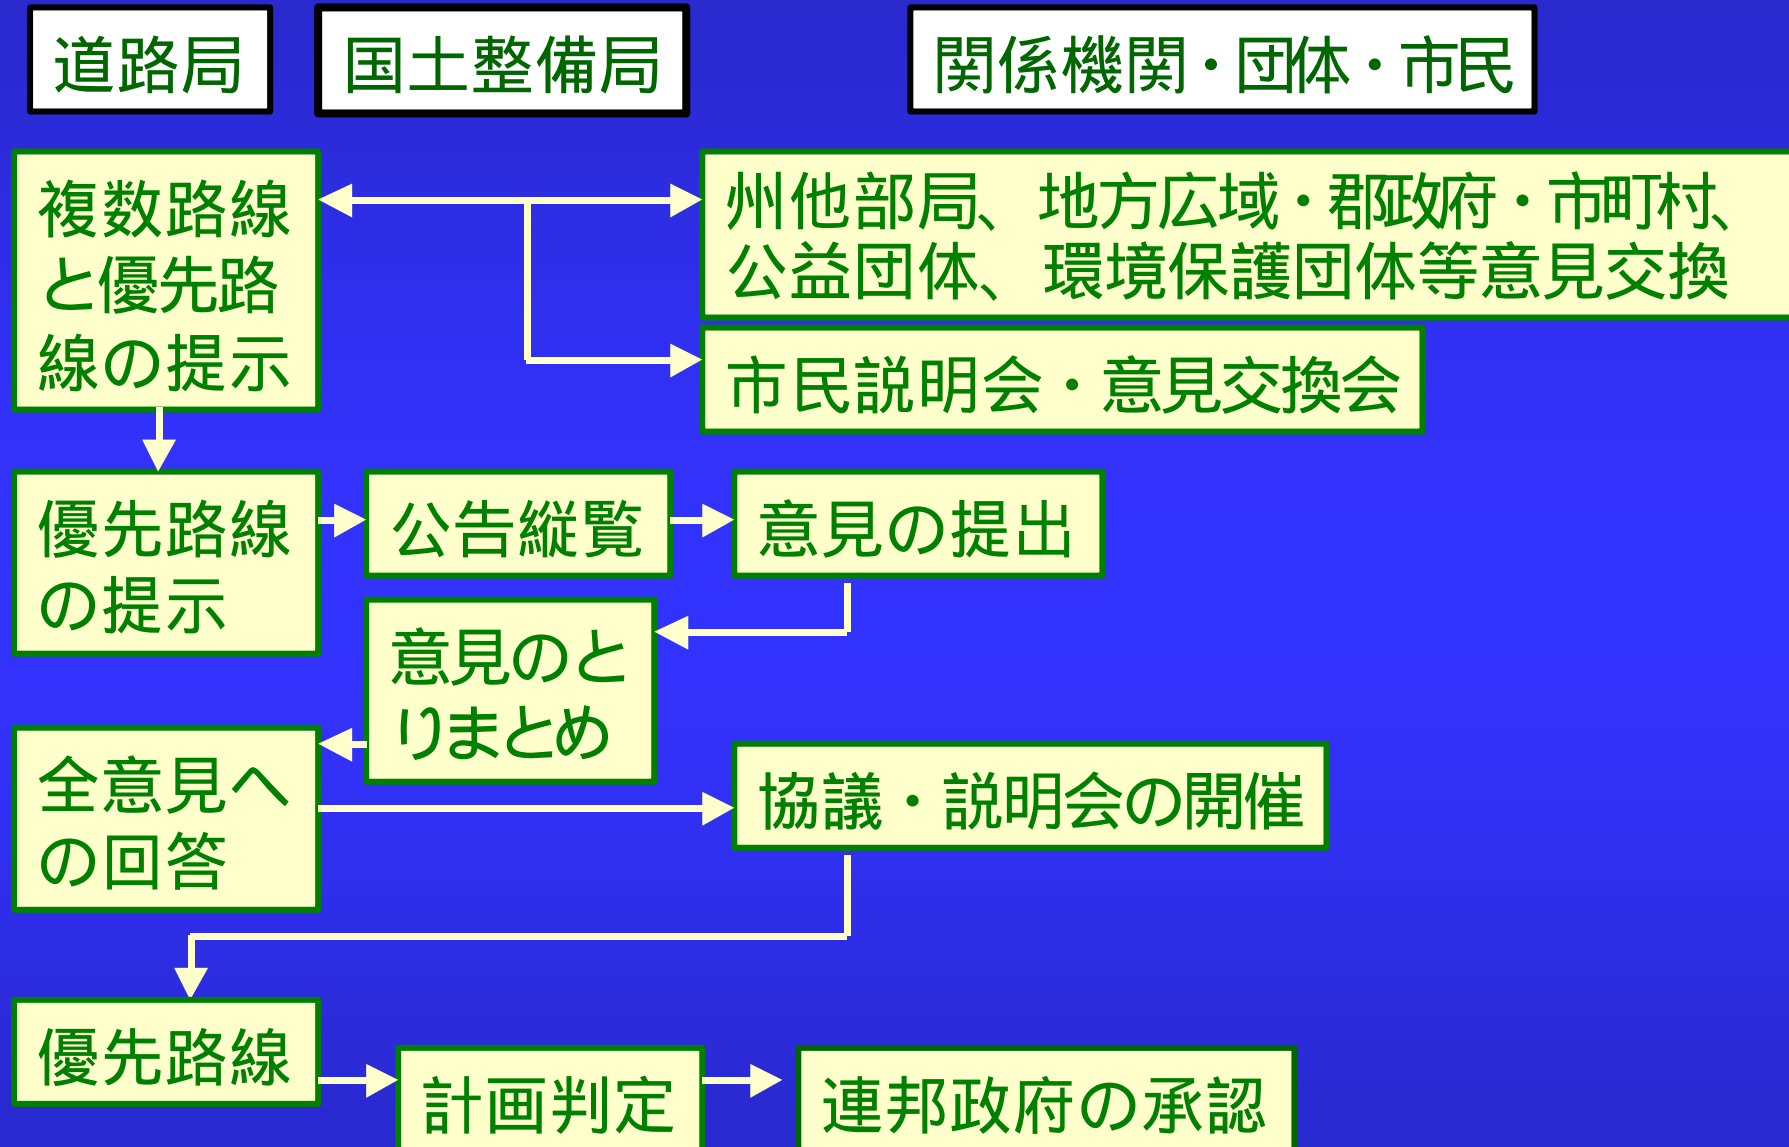 道路局
国土整備局
関係機関・団体・市民
複数路線
と優先路
線の提示
州他部局、地方広域・郡政府・市町村、
公益団体、環境保護団体等意見交換
市民説明会・意見交換会
優先路線
の提示
公告縦覧
意見の提出
意見のと
りまとめ
全意見へ
の回答
協議・説明会の開催
優先路線
計画判定
連邦政府の承認